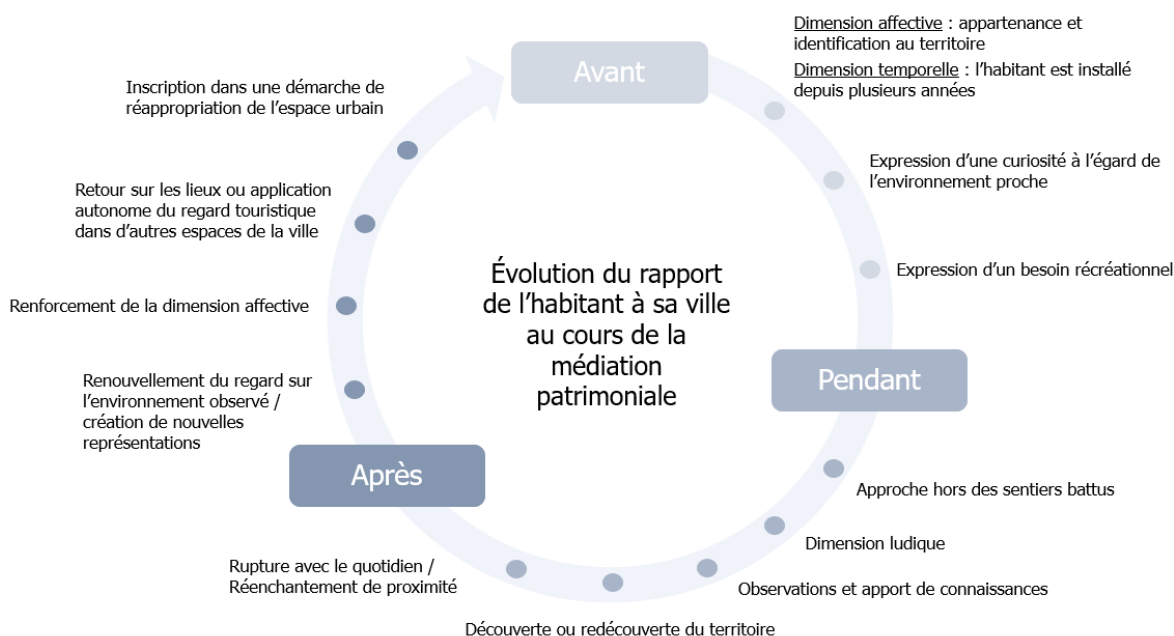 Avant
Dimension affective : appartenance et
identification au territoire
Dimension temporelle : l’habitant est installé
depuis plusieurs années
Expression d’une curiosité à l’égard de
l’environnement proche
Expression d’un besoin récréationnel
Pendant
Approche hors des sentiers battus
Dimension ludique
Observations et apport de connaissances
Découverte ou redécouverte du territoire
Rupture avec le quotidien /
Réenchantement de proximité
Après
Renouvellement du regard sur
l’environnement observé /
création de nouvelles
représentations
Renforcement de la dimension affective
Retour sur les lieux ou application
autonome du regard touristique
dans d’autres espaces de la ville
Inscription dans une démarche de
réappropriation de l’espace urbain
Évolution du rapport
de l’habitant à sa ville
au cours de la
médiation
patrimoniale